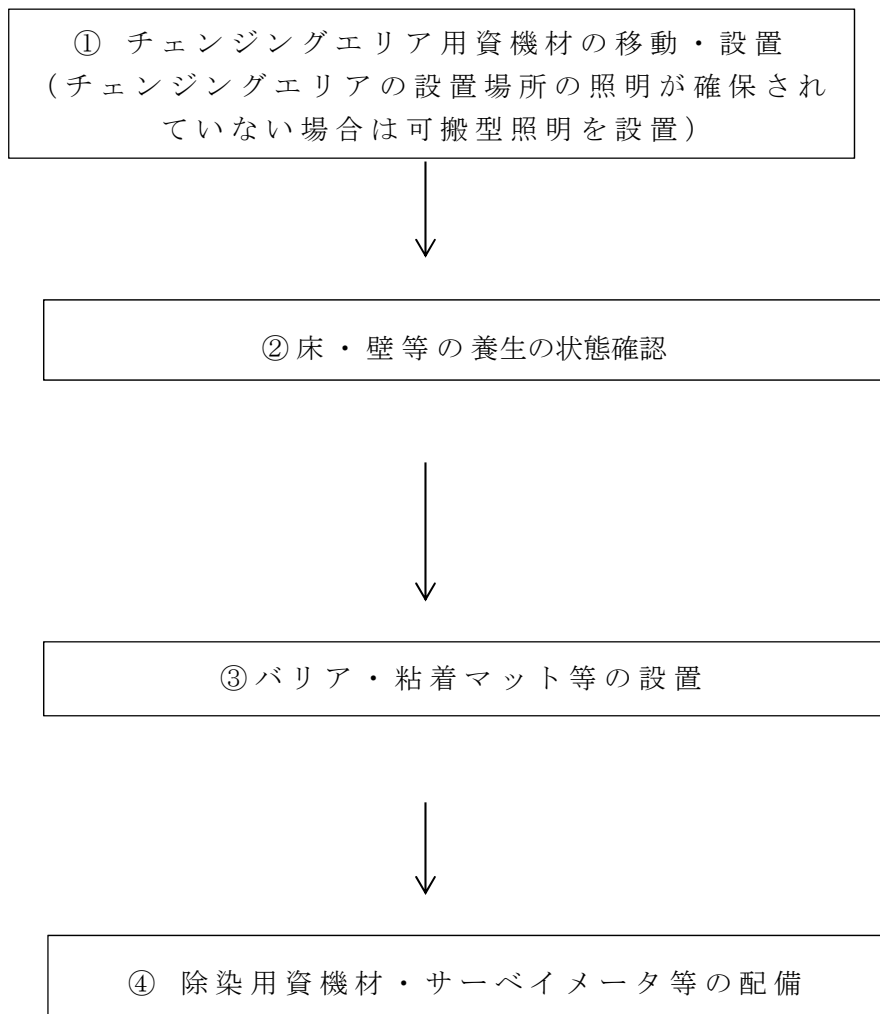 ① チェンジングエリア用資機材の移動・設置
（チェンジングエリアの設置場所の照明が確保され
ていない場合は可搬型照明を設置）
②床・壁等の養生の状態確認
③バリア・粘着マット等の設置
④ 除染用資機材・サーベイメータ等の配備